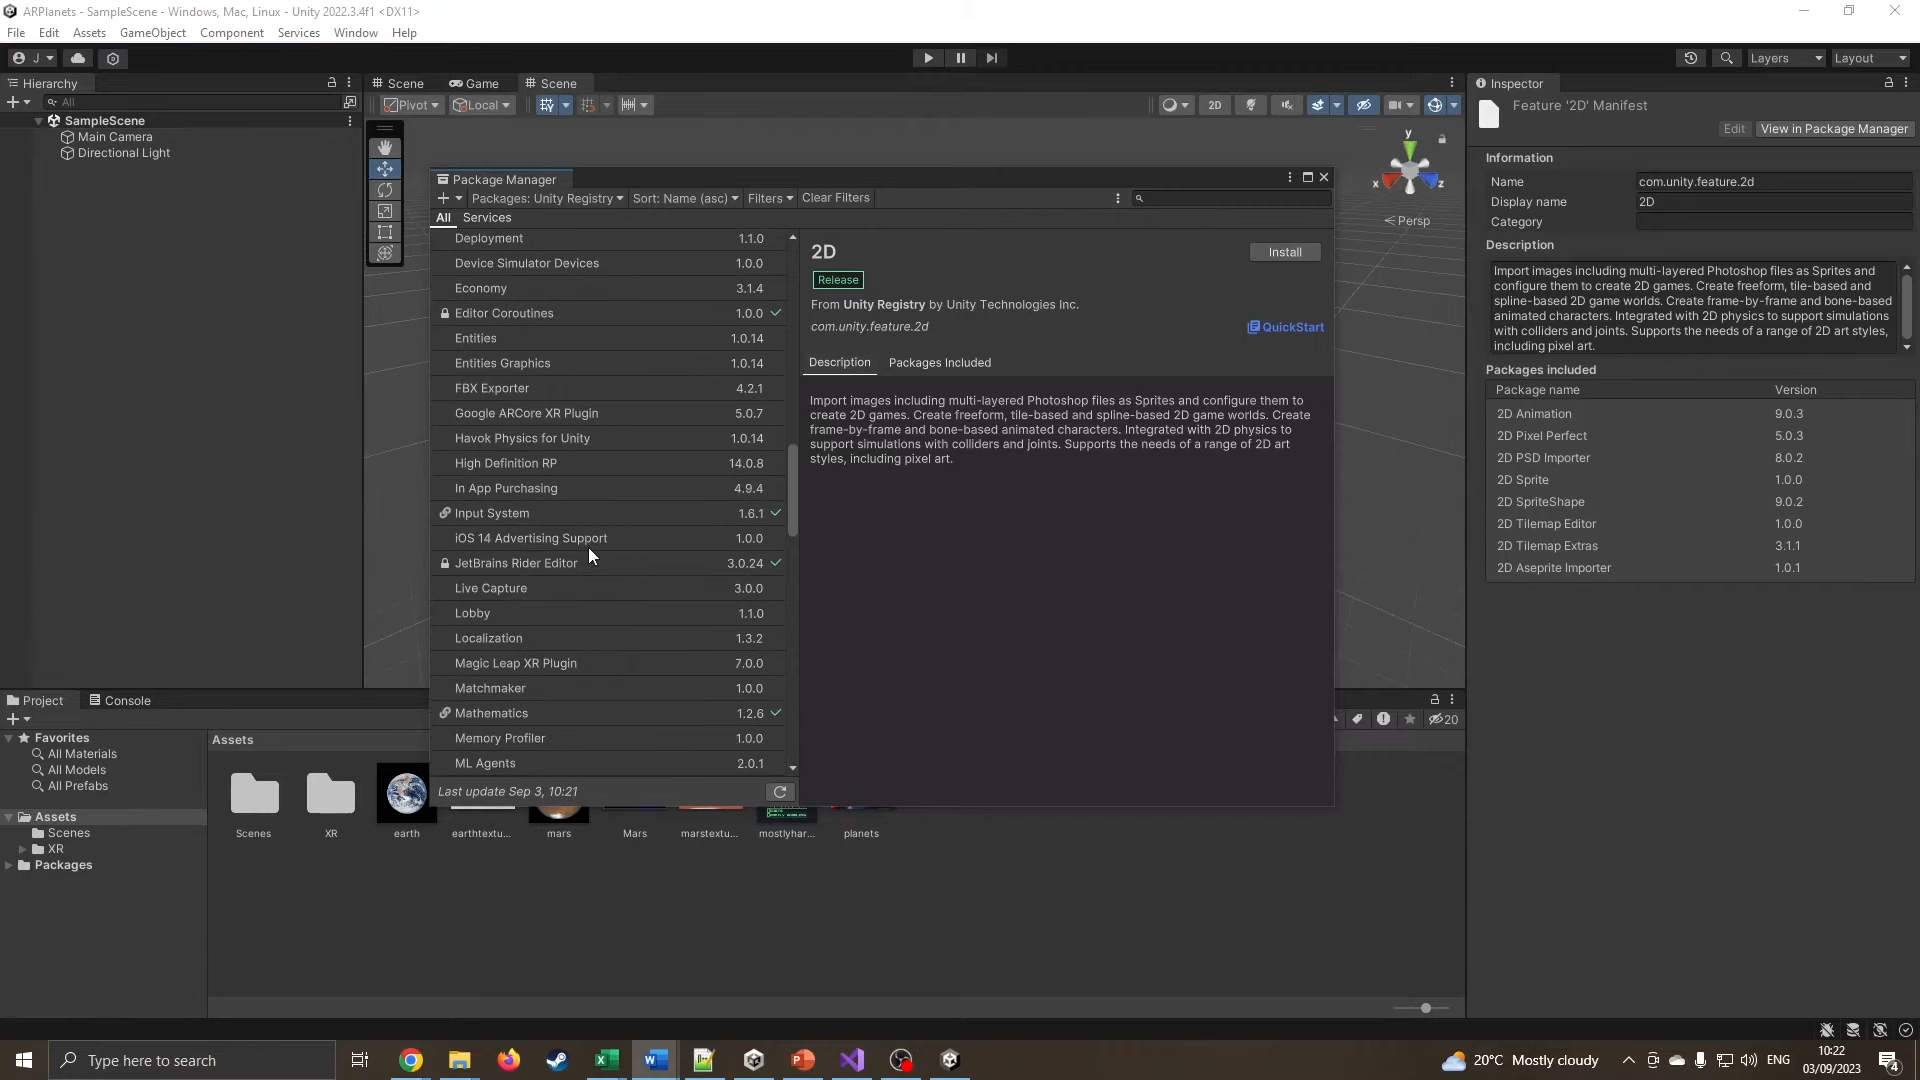 ARPlanets - SampleScene - Windows, Mac, Linux - Unity 2022.3.4f1 <DX11>
File Edit Assets GameObject Component Services Window Help
J
Layers
Layout
Hierarchy
All
SampleScene
Main Camera
Directional Light
Scene
Game
Scene
Pivot
Local
2D
y
x
z
Persp
Package Manager
Packages: Unity Registry
Sort: Name (asc)
Filters
Clear Filters
All
Services
Deployment 1.1.0
Device Simulator Devices 1.0.0
Economy 3.1.4
Editor Coroutines 1.0.0
Entities 1.0.14
Entities Graphics 1.0.14
FBX Exporter 4.2.1
Google ARCore XR Plugin 5.0.7
Havok Physics for Unity 1.0.14
High Definition RP 14.0.8
In App Purchasing 4.9.4
Input System 1.6.1
iOS 14 Advertising Support 1.0.0
JetBrains Rider Editor 3.0.24
Live Capture 3.0.0
Lobby 1.1.0
Localization 1.3.2
Magic Leap XR Plugin 7.0.0
Matchmaker 1.0.0
Mathematics 1.2.6
Memory Profiler 1.0.0
ML Agents 2.0.1
Last update Sep 3, 10:21
2D
Install
Release
From Unity Registry by Unity Technologies Inc.
com.unity.feature.2d
QuickStart
Description
Packages Included
Import images including multi-layered Photoshop files as Sprites and configure them to
create 2D games. Create freeform, tile-based and spline-based 2D game worlds. Create
frame-by-frame and bone-based animated characters. Integrated with 2D physics to
support simulations with colliders and joints. Supports the needs of a range of 2D art
styles, including pixel art.
Inspector
Feature '2D' Manifest
Edit
View in Package Manager
Information
Name com.unity.feature.2d
Display name 2D
Category
Description
Import images including multi-layered Photoshop files as Sprites and
configure them to create 2D games. Create freeform, tile-based and
spline-based 2D game worlds. Create frame-by-frame and bone-based
animated characters. Integrated with 2D physics to support simulations
with colliders and joints. Supports the needs of a range of 2D art styles,
including pixel art.
Packages included
Package name Version
2D Animation 9.0.3
2D Pixel Perfect 5.0.3
2D PSD Importer 8.0.2
2D Sprite 1.0.0
2D SpriteShape 9.0.2
2D Tilemap Editor 1.0.0
2D Tilemap Extras 3.1.1
2D Aseprite Importer 1.0.1
Project
Console
20
Favorites
All Materials
All Models
All Prefabs
Assets
Scenes
XR
Packages
Assets
Scenes
XR
earth
earthtextu...
mars
Mars
marstextu...
mostlyhar...
planets
Type here to search
20°C Mostly cloudy
ENG
10:22
03/09/2023
4